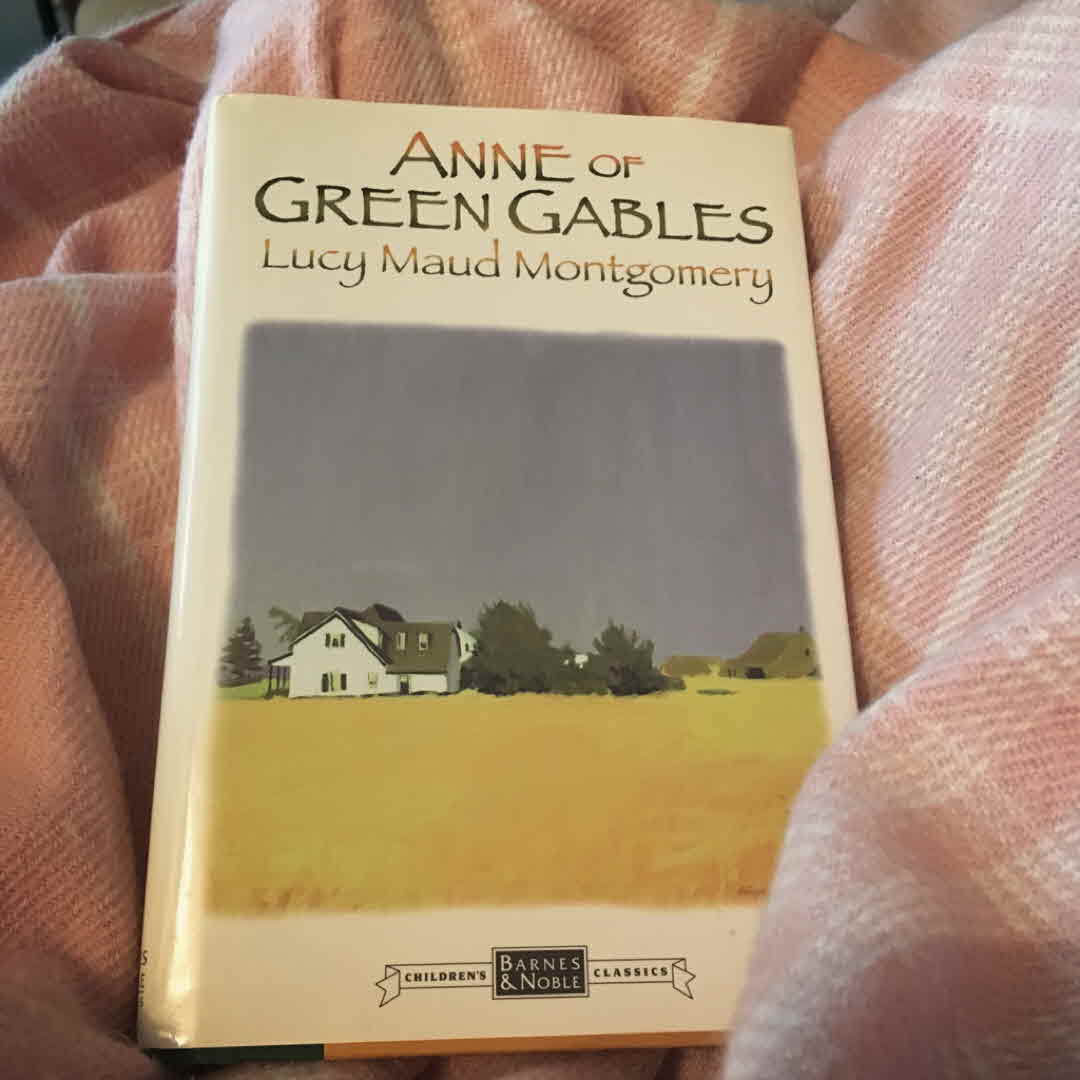 ANNE OF
GREEN GABLES
Lucy Maud Montgomery
CHILDREN'S
BARNES
& NOBLE
CLASSICS